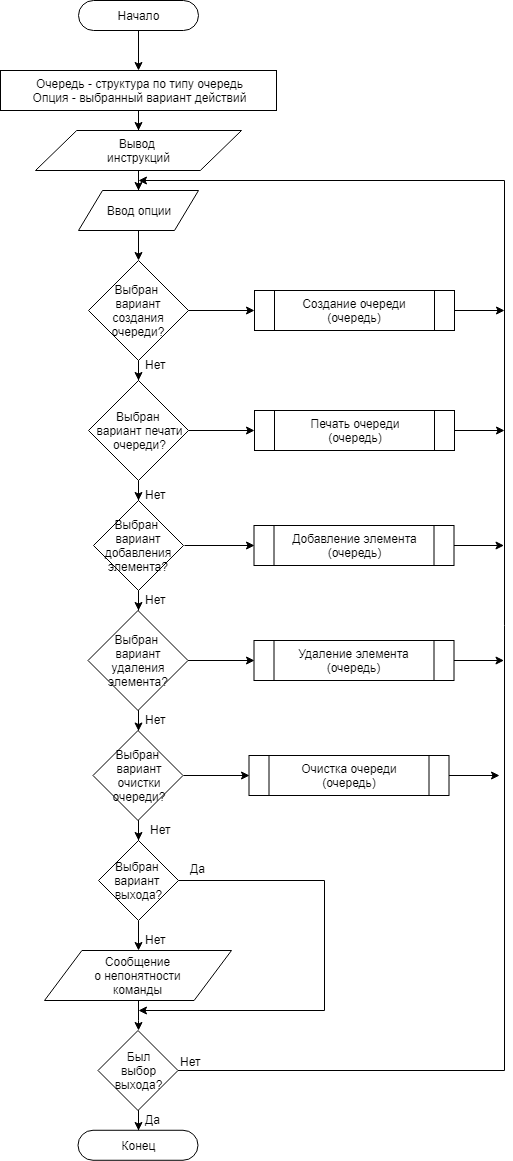 Начало
Очередь - структура по типу очередь
Опция - выбранный вариант действий
Вывод
инструкций
Ввод опции
Выбран
вариант
создания
очереди?
Создание очереди
(очередь)
Нет
Выбран
вариант печати
очереди?
Печать очереди
(очередь)
Нет
Выбран
вариант
добавления
элемента?
Добавление элемента
(очередь)
Нет
Выбран
вариант
удаления
элемента?
Удаление элемента
(очередь)
Нет
Выбран
вариант
очистки
очереди?
Очистка очереди
(очередь)
Нет
Выбран
вариант
выхода?
Да
Нет
Сообщение
о непонятности
команды
Был
выбор
выхода?
Нет
Да
Конец